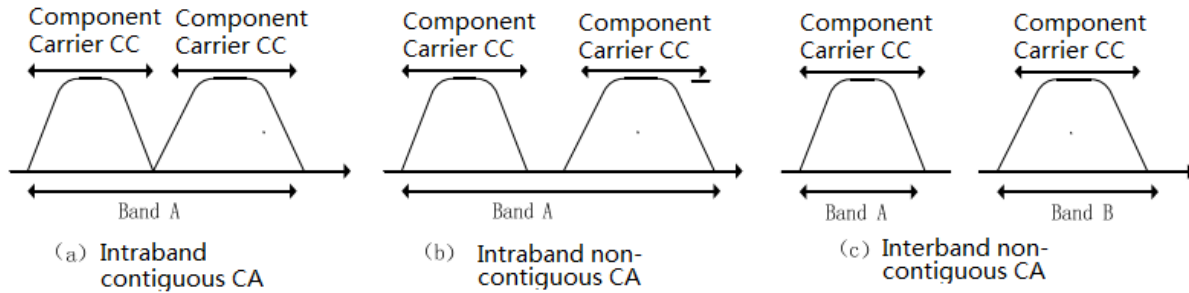 Component
Carrier CC
Component
Carrier CC
Band A
(a) Intraband
contiguous CA
Component
Carrier CC
Component
Carrier CC
Band A
(b) Intraband non-
contiguous CA
Component
Carrier CC
Component
Carrier CC
Band A
Band B
(c) Interband non-
contiguous CA